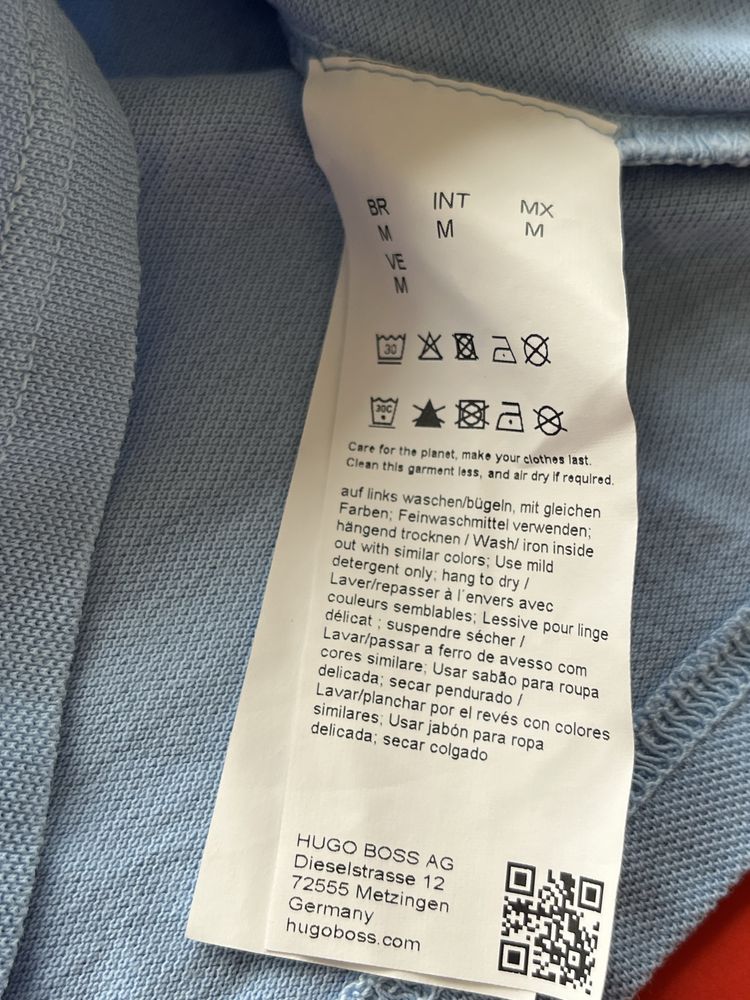 BR INT MX
M M M
VE
M
30
30C
Care for the planet, make your clothes last.
Clean this garment less, and air dry if required.
auf links waschen/bügeln, mit gleichen
Farben; Feinwaschmittel verwenden;
hängend trocknen / Wash/ iron inside
out with similar colors; Use mild
detergent only; hang to dry /
Laver/repasser à l´envers avec
couleurs semblables; Lessive pour linge
délicat ; suspendre sécher /
Lavar/passar a ferro de avesso com
cores similare; Usar sabão para roupa
delicada; secar pendurado /
Lavar/planchar por el revés con colores
similares; Usar jabón para ropa
delicada; secar colgado
HUGO BOSS AG
Dieselstrasse 12
72555 Metzingen
Germany
hugoboss.com